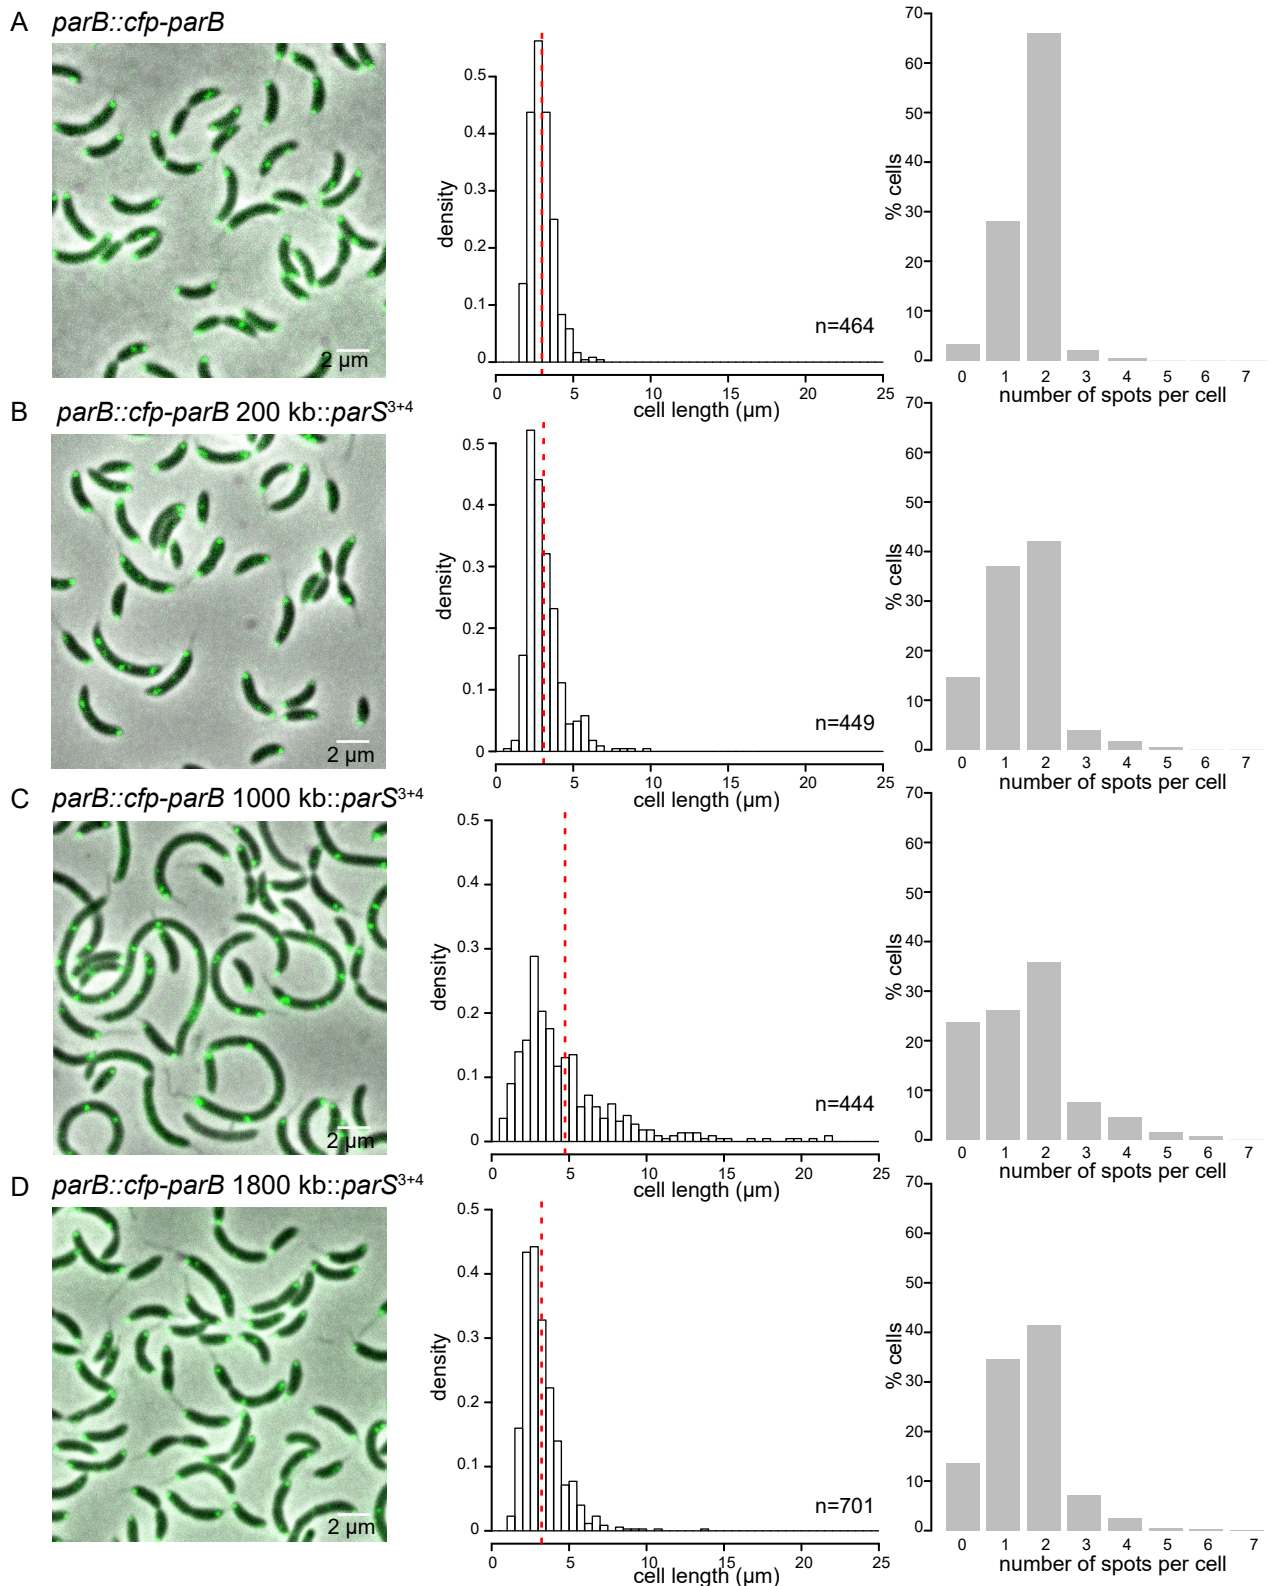 A parB::cfp-parB
2 µm
density
0.5
0.4
0.3
0.2
0.1
0
n=464
0 5 10 15 20 25
cell length (µm)
% cells
70
60
50
40
30
20
10
0
0 1 2 3 4 5 6 7
number of spots per cell
B parB::cfp-parB 200 kb::parS³⁺⁴
2 µm
density
0.5
0.4
0.3
0.2
0.1
0
n=449
0 5 10 15 20 25
cell length (µm)
% cells
70
60
50
40
30
20
10
0
0 1 2 3 4 5 6 7
number of spots per cell
C parB::cfp-parB 1000 kb::parS³⁺⁴
2 µm
density
0.5
0.4
0.3
0.2
0.1
0
n=444
0 5 10 15 20 25
cell length (µm)
% cells
70
60
50
40
30
20
10
0
0 1 2 3 4 5 6 7
number of spots per cell
D parB::cfp-parB 1800 kb::parS³⁺⁴
2 µm
density
0.5
0.4
0.3
0.2
0.1
0
n=701
0 5 10 15 20 25
cell length (µm)
% cells
70
60
50
40
30
20
10
0
0 1 2 3 4 5 6 7
number of spots per cell